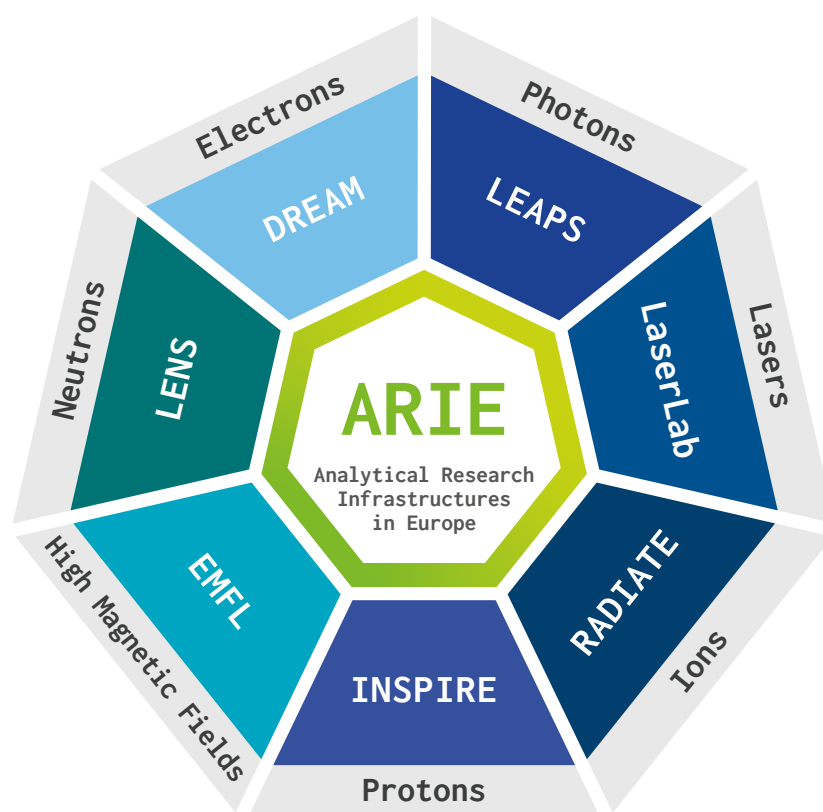 Electrons
DREAM
Photons
LEAPS
Lasers
LaserLab
Ions
RADIATE
Protons
INSPIRE
High Magnetic Fields
EMFL
Neutrons
LENS
ARIE
Analytical Research
Infrastructures
in Europe